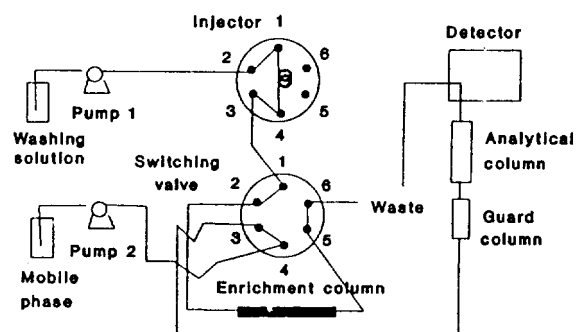 Injector 1
2
6
3
5
4
Pump 1
Washing
solution
Detector
Analytical
column
Guard
column
Switching
valve
1
2
6
3
5
4
Waste
Pump 2
Mobile
phase
Enrichment column